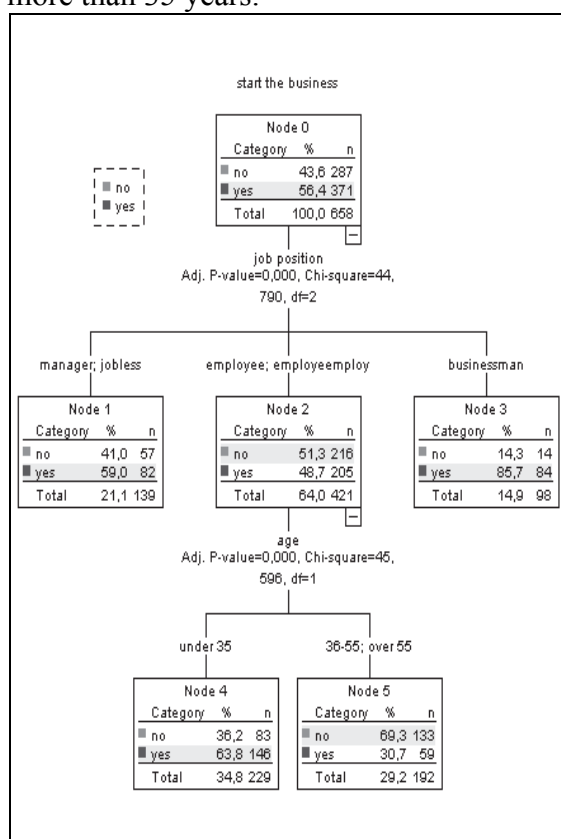 more than 35 years.
start the business
Node 0
Category % n
no 43,6 287
yes 56,4 371
Total 100,0 658
no
yes
job position
Adj. P-value=0,000, Chi-square=44,
790, df=2
manager; jobless
employee; employeemploy
businessman
Node 1
Category % n
no 41,0 57
yes 59,0 82
Total 21,1 139
Node 2
Category % n
no 51,3 216
yes 48,7 205
Total 64,0 421
Node 3
Category % n
no 14,3 14
yes 85,7 84
Total 14,9 98
age
Adj. P-value=0,000, Chi-square=45,
596, df=1
under 35
36-55; over 55
Node 4
Category % n
no 36,2 83
yes 63,8 146
Total 34,8 229
Node 5
Category % n
no 69,3 133
yes 30,7 59
Total 29,2 192